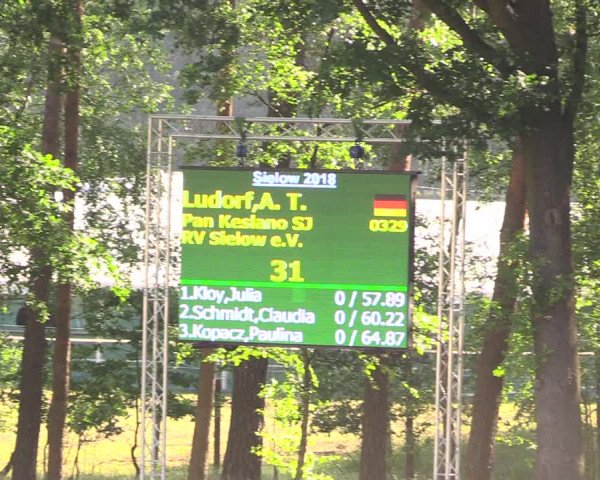 Sielow 2018
Ludorf,A. T.
Pan Kesiano SJ
0329
RV Sielow e.V.
31
1.Kloy,Julia 0 / 57.89
2.Schmidt,Claudia 0 / 60.22
3.Kopacz,Paulina 0 / 64.87